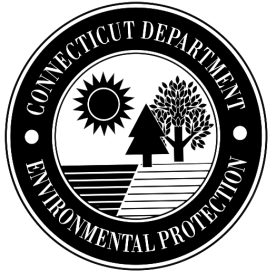 CONNECTICUT DEPARTMENT
ENVIRONMENTAL PROTECTION